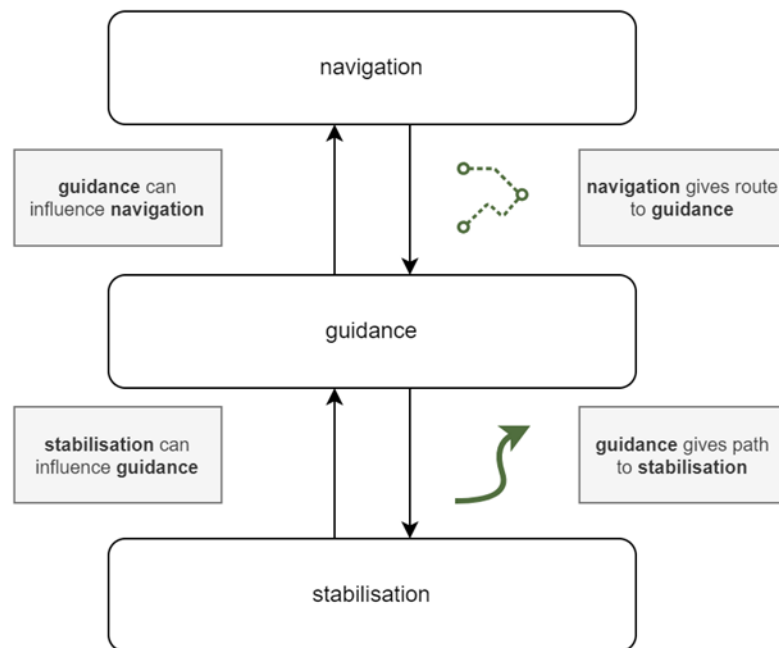 navigation
guidance can
influence navigation
navigation gives route
to guidance
guidance
stabilisation can
influence guidance
guidance gives path
to stabilisation
stabilisation